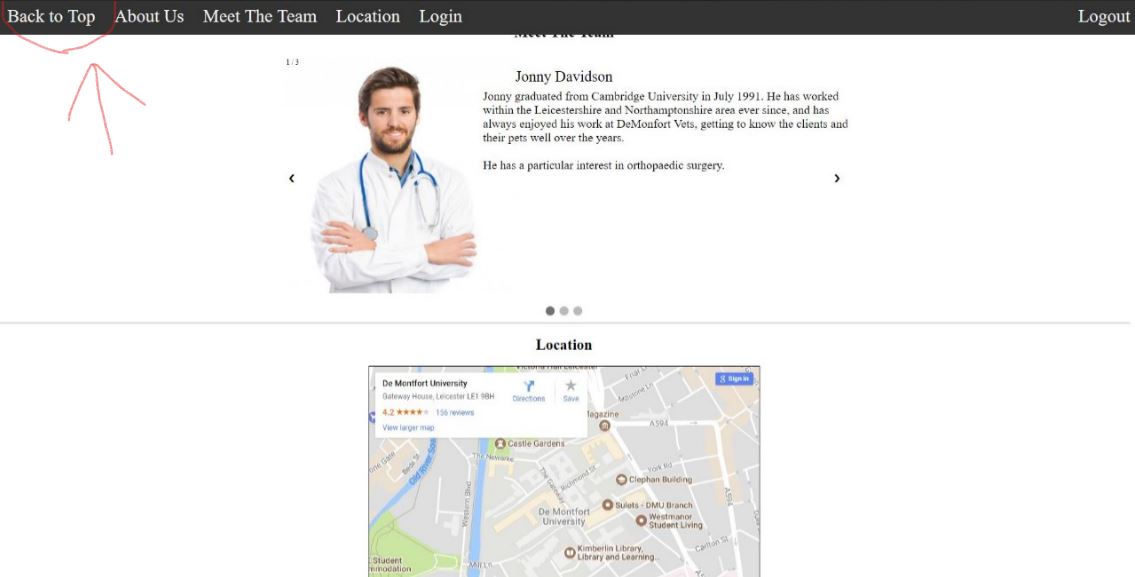 Back to Top About Us Meet The Team Location Login Logout
Meet The Team
1 / 3
Jonny Davidson
Jonny graduated from Cambridge University in July 1991. He has worked
within the Leicestershire and Northamptonshire area ever since, and has
always enjoyed his work at DeMonfort Vets, getting to know the clients and
their pets well over the years.
He has a particular interest in orthopaedic surgery.
Location
De Montfort University
Gateway House, Leicester LE1 9BH
4.2 156 reviews
View larger map
Directions
Save
Sign in
Magazine
A594
Castle Gardens
The Newarke
York Rd
Richmond St
The Gateway
Clephan Building
Bede St
Old River Soar
Western Blvd
De Montfort
University
Sulets - DMU Branch
Westmanor
Student Living
A594
Carlton St
Kimberlin Library,
Library and Learning...
Student
Mill Ln